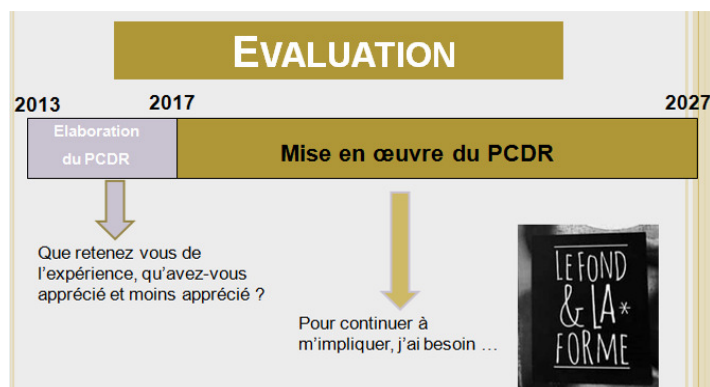 EVALUATION
2013
2017
2027
Elaboration
du PCDR
Mise en œuvre du PCDR
Que retenez vous de
l'expérience, qu'avez-vous
apprécié et moins apprécié ?
Pour continuer à
m'impliquer, j'ai besoin …
LE FOND
& LA*
FORME